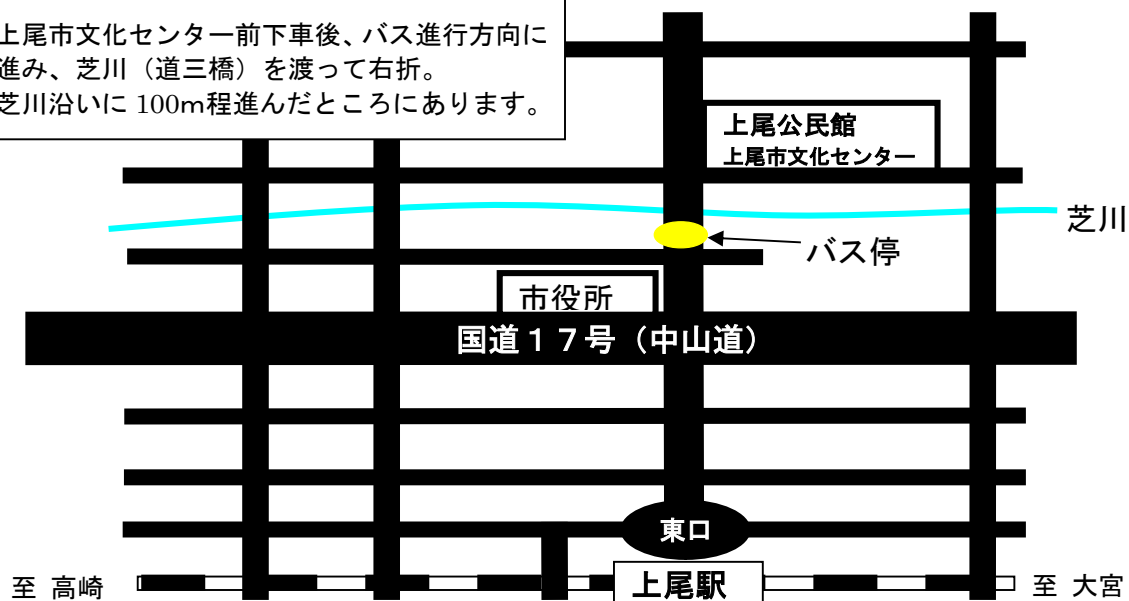 上尾市文化センター前下車後、バス進行方向に
進み、芝川（道三橋）を渡って右折。
芝川沿いに 100m程進んだところにあります。
上尾公民館
上尾市文化センター
芝川
バス停
市役所
国道１７号（中山道）
東口
上尾駅
至 高崎
至 大宮